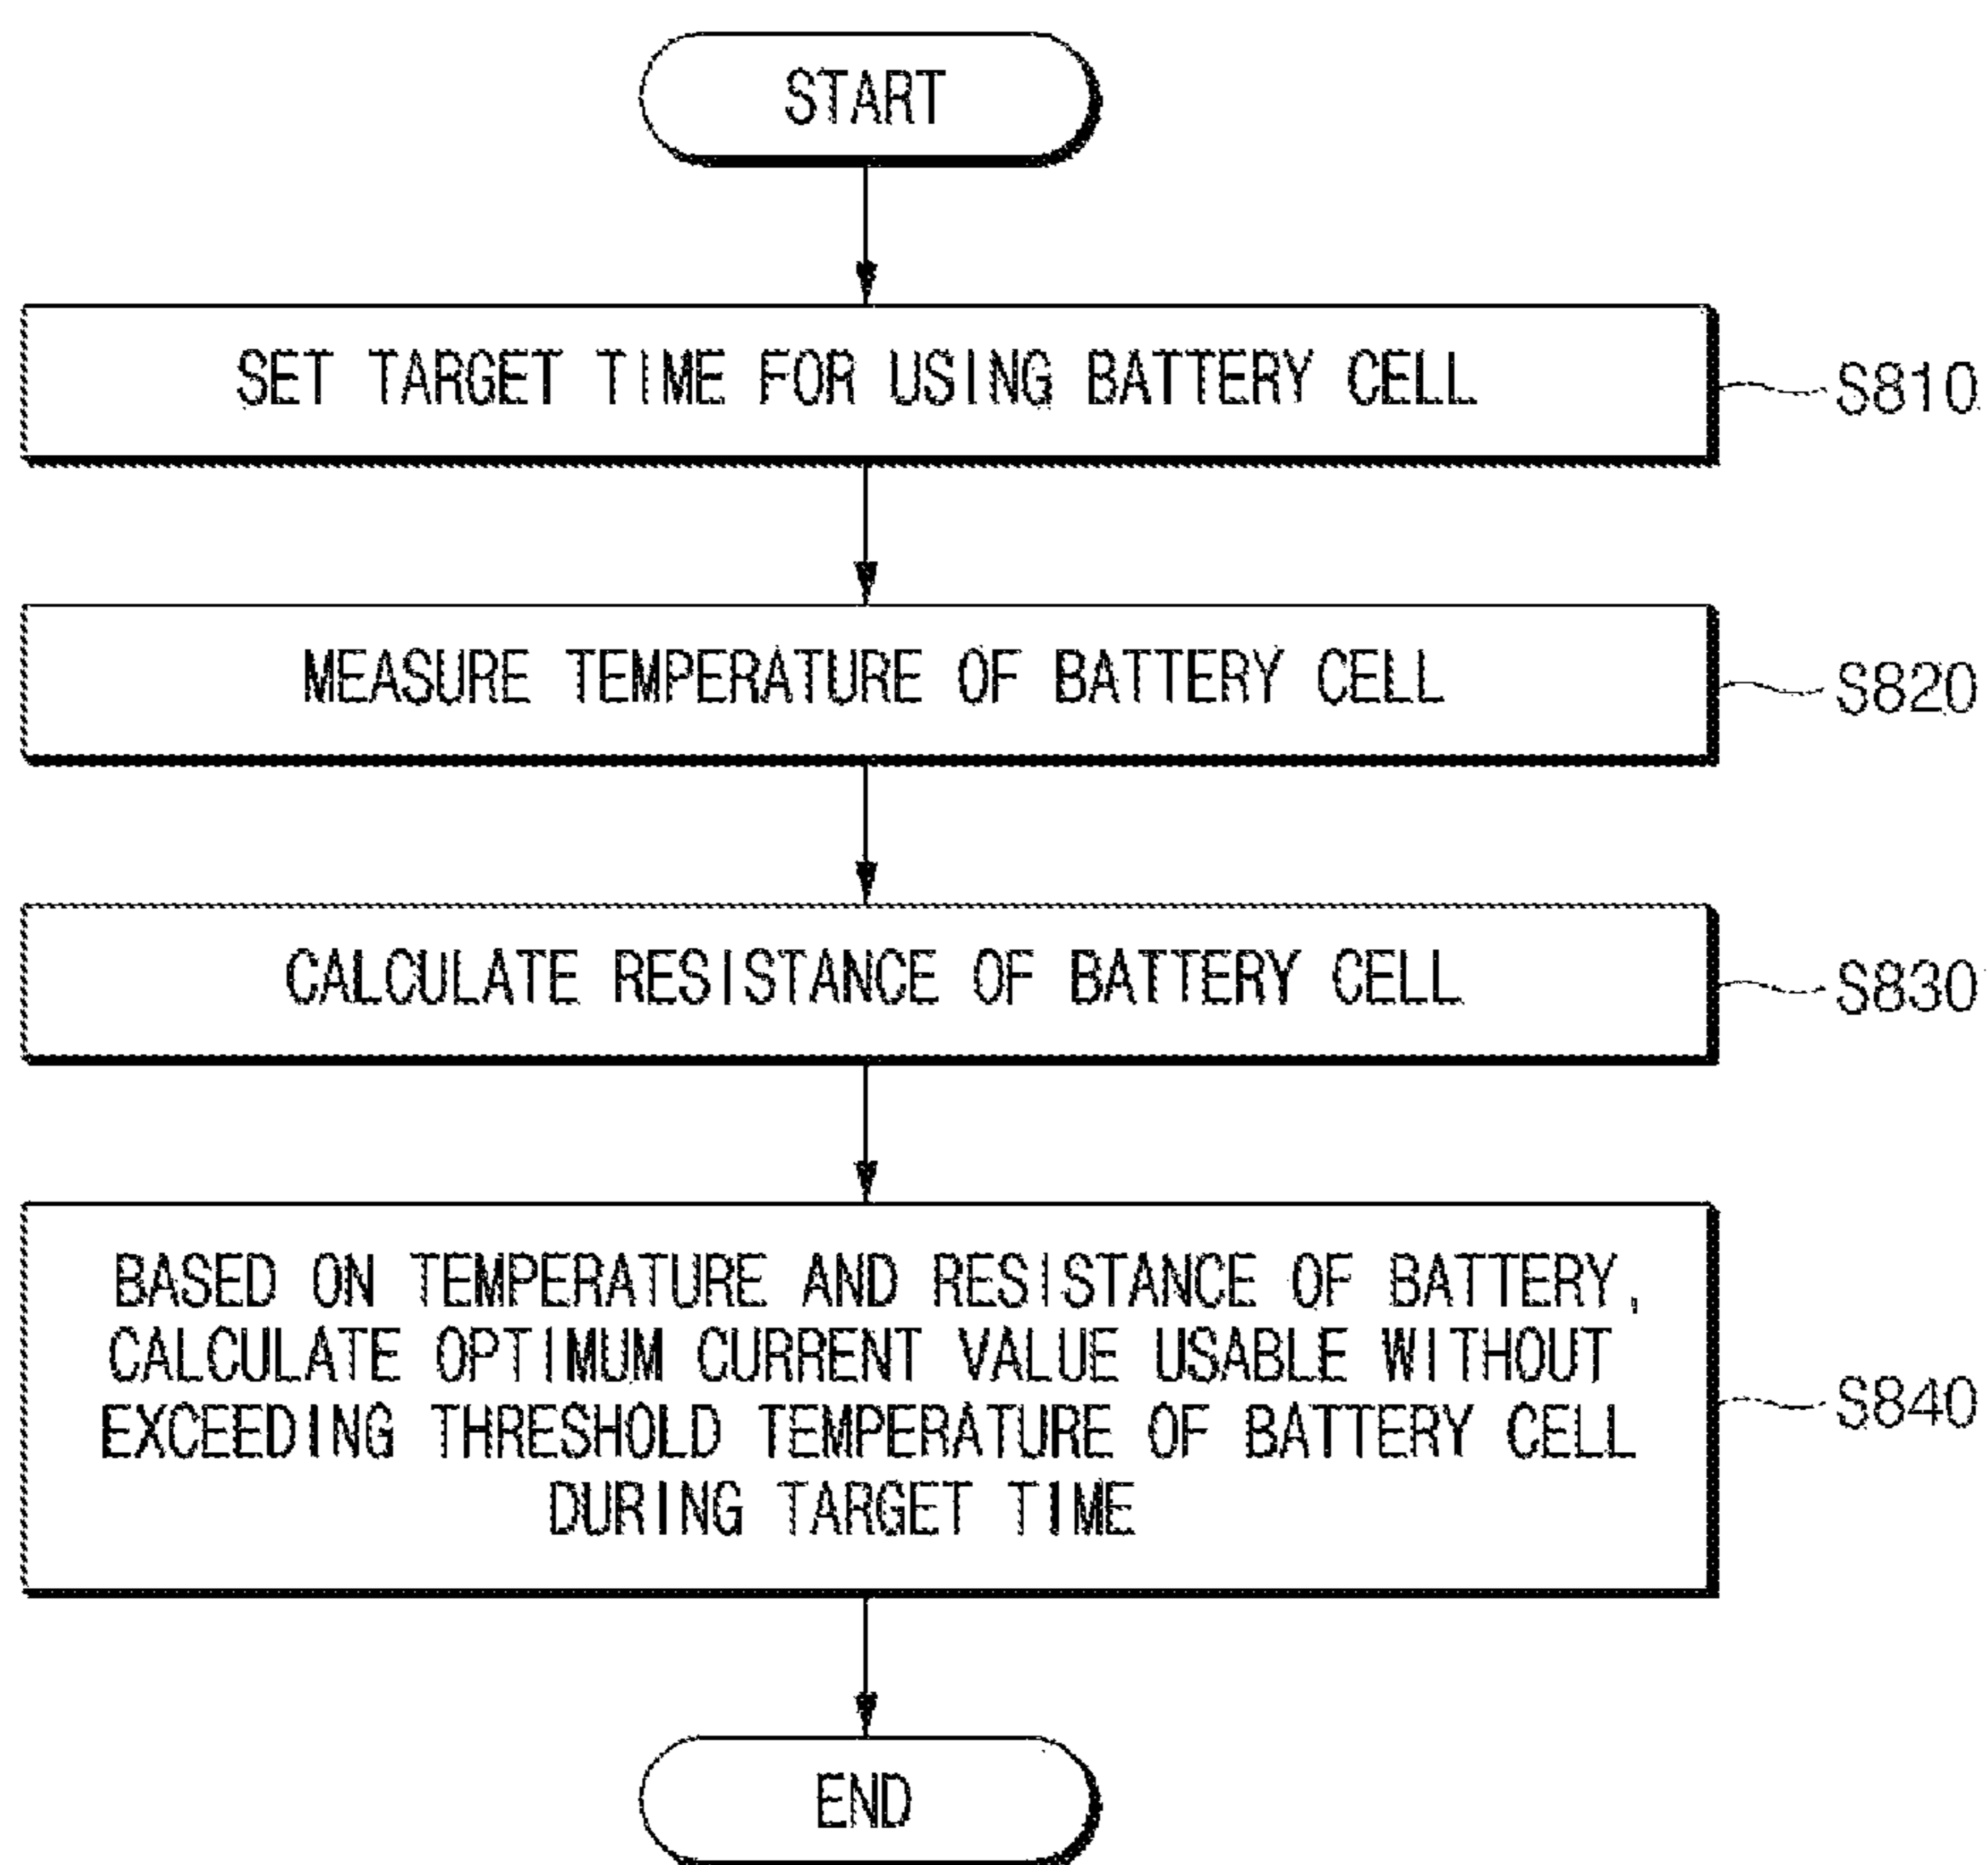 START
SET TARGET TIME FOR USING BATTERY CELL
S810
MEASURE TEMPERATURE OF BATTERY CELL
S820
CALCULATE RESISTANCE OF BATTERY CELL
S830
BASED ON TEMPERATURE AND RESISTANCE OF BATTERY,
CALCULATE OPTIMUM CURRENT VALUE USABLE WITHOUT
EXCEEDING THRESHOLD TEMPERATURE OF BATTERY CELL
DURING TARGET TIME
S840
END